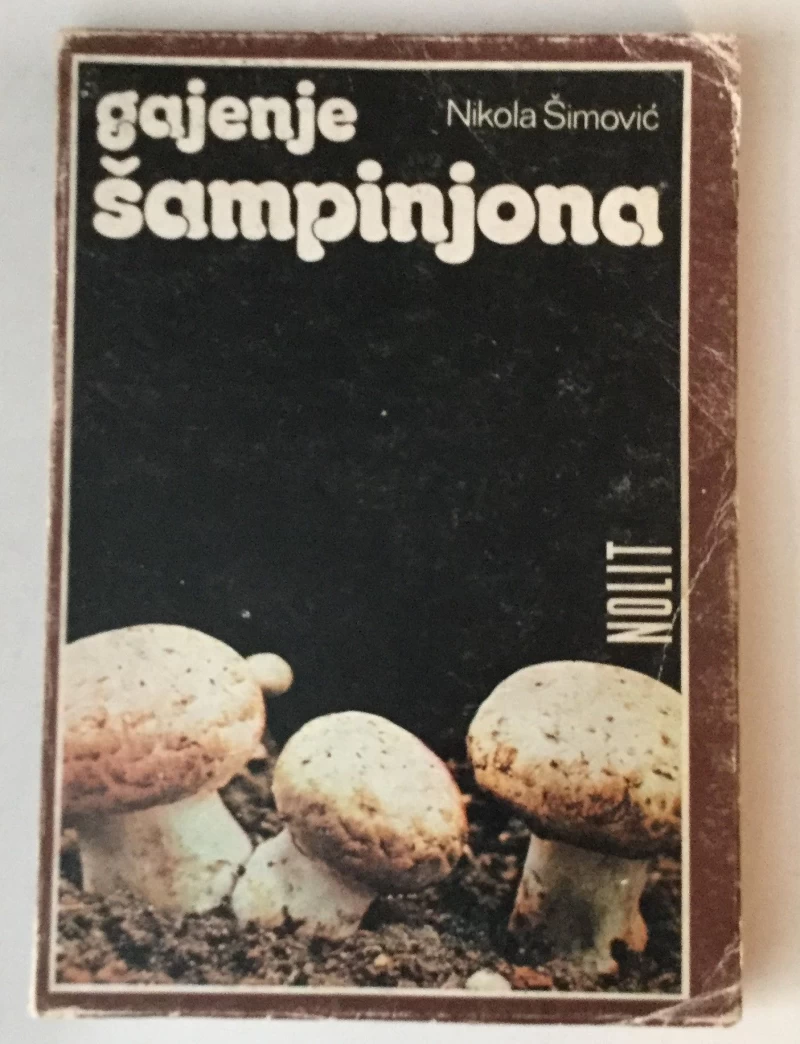 gajenje
Nikola Šimović
šampinjona
NOLIT